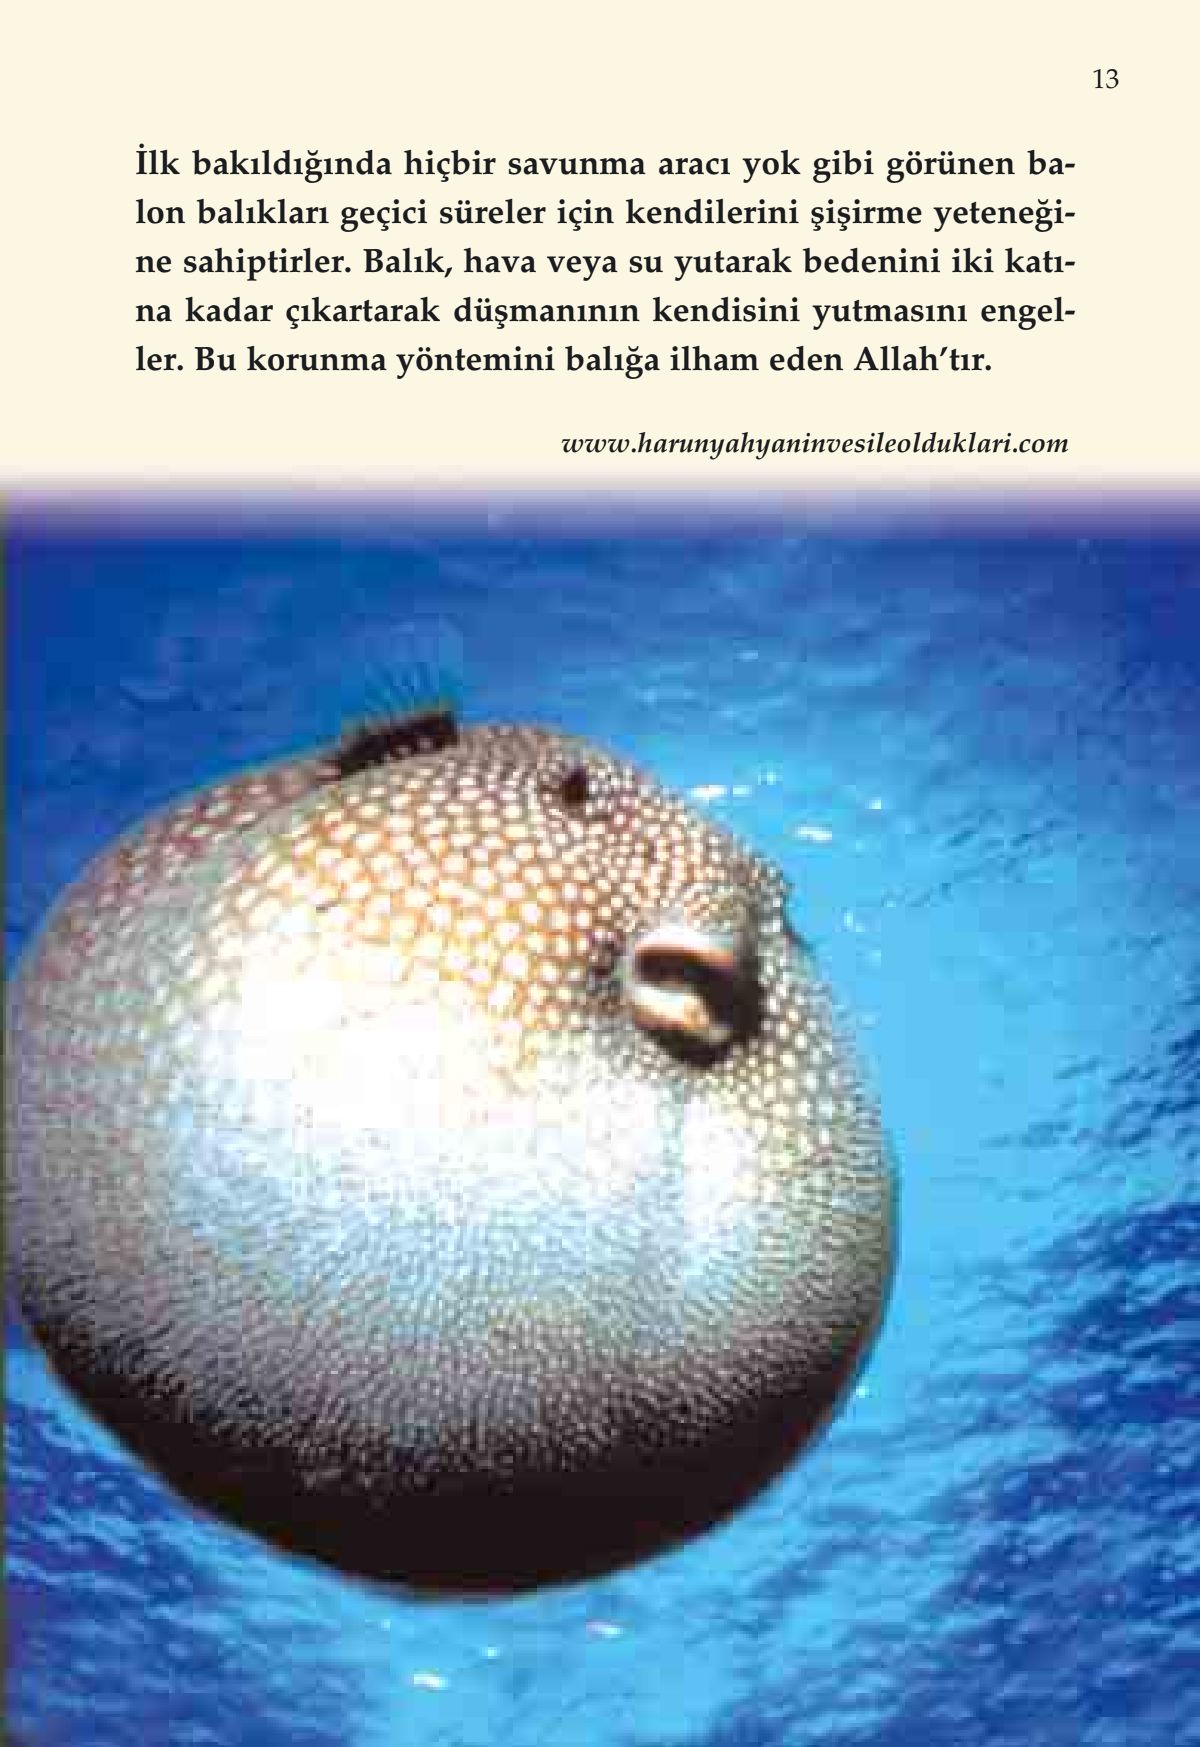 13
İlk bakıldığında hiçbir savunma aracı yok gibi görünen ba-
lon balıkları geçici süreler için kendilerini şişirme yeteneği-
ne sahiptirler. Balık, hava veya su yutarak bedenini iki katı-
na kadar çıkartarak düşmanının kendisini yutmasını engel-
ler. Bu korunma yöntemini balığa ilham eden Allah’tır.
www.harunyahyaninvesileolduklari.com